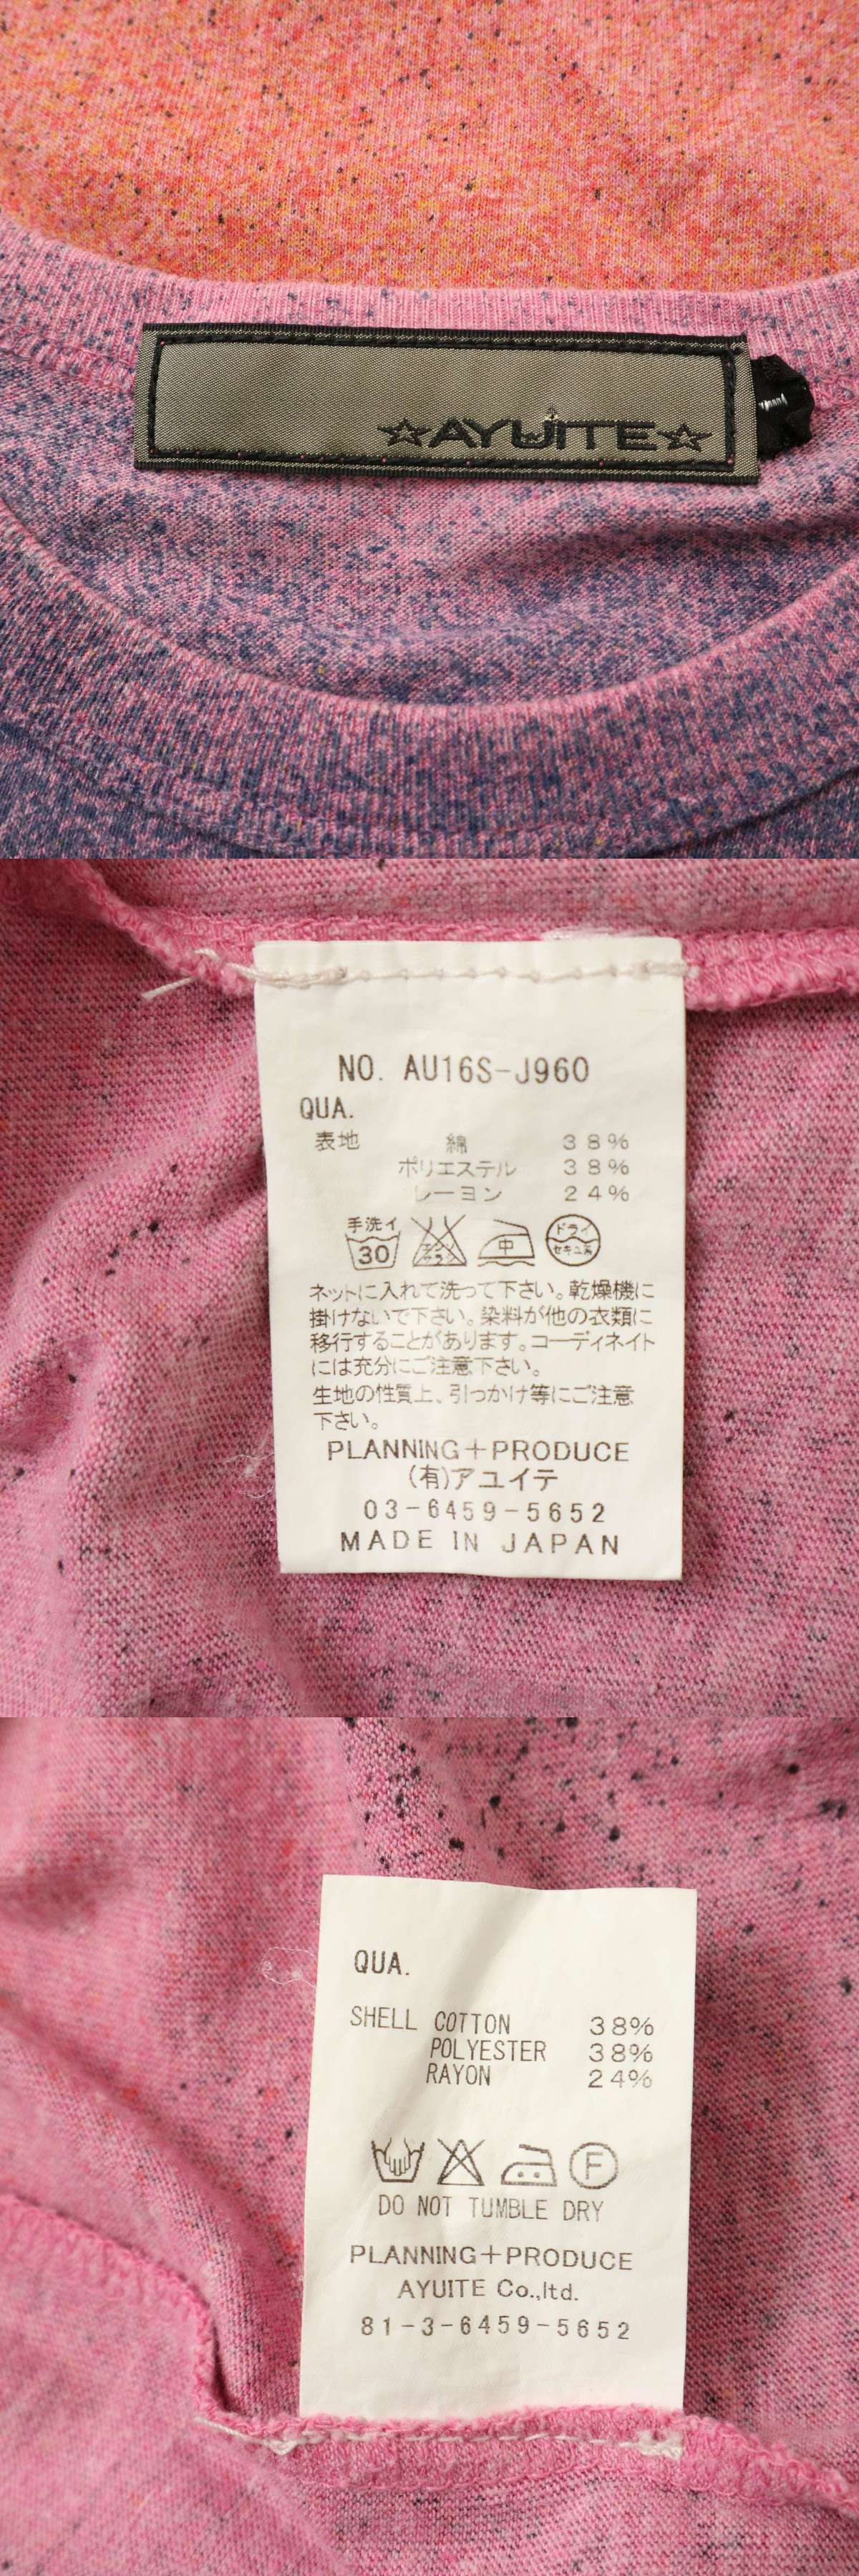 ☆AYUITE☆
NO. AU16S-J960
QUA.
表地 綿 38%
ポリエステル 38%
レーヨン 24%
手洗イ
30
エンソサラシ
中
ドライ
セキユ系
ネットに入れて洗って下さい。乾燥機に
掛けないで下さい。染料が他の衣類に
移行することがあります。コーディネイト
には充分にご注意下さい。
生地の性質上、引っかけ等にご注意
下さい。
PLANNING+PRODUCE
(有)アユイテ
03-6459-5652
MADE IN JAPAN
QUA.
SHELL COTTON 38%
POLYESTER 38%
RAYON 24%
F
DO NOT TUMBLE DRY
PLANNING+PRODUCE
AYUITE Co.,ltd.
81-3-6459-5652